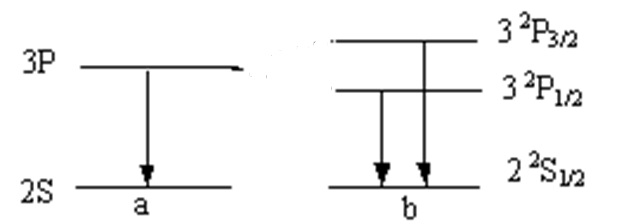 3P
2S
a
3 ²P₃/₂
3 ²P₁/₂
2 ²S₁/₂
b